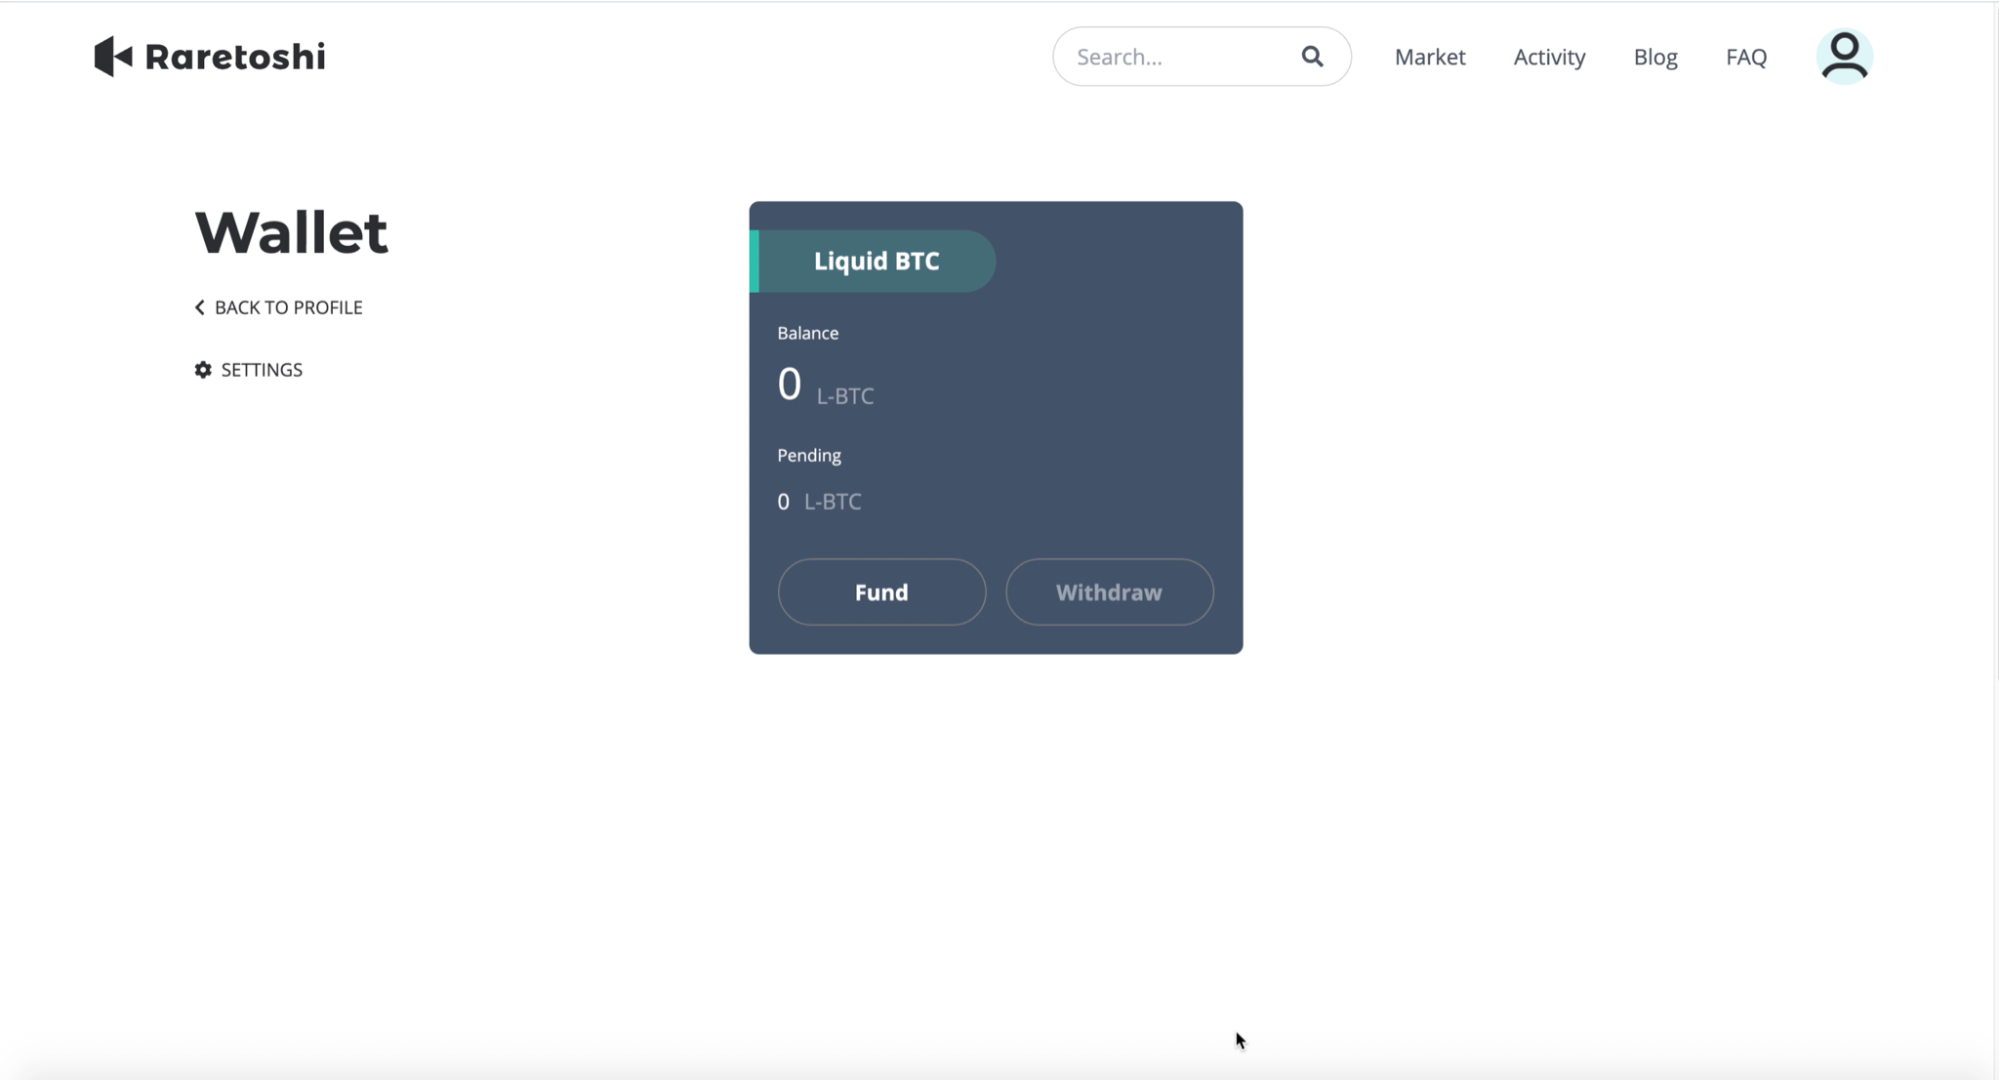 Raretoshi
Search...
Market
Activity
Blog
FAQ
Wallet
BACK TO PROFILE
SETTINGS
Liquid BTC
Balance
0 L-BTC
Pending
0 L-BTC
Fund
Withdraw